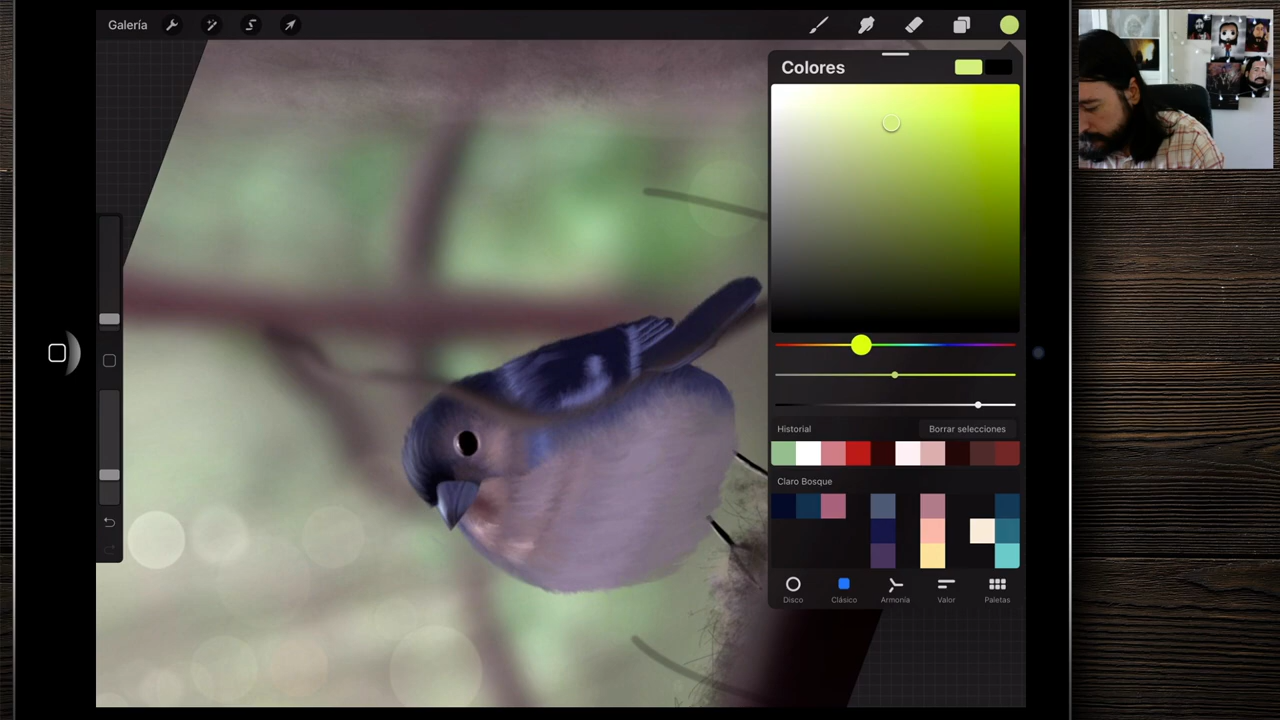 Galería
Colores
Historial
Borrar selecciones
Claro Bosque
Disco
Clásico
Armonía
Valor
Paletas